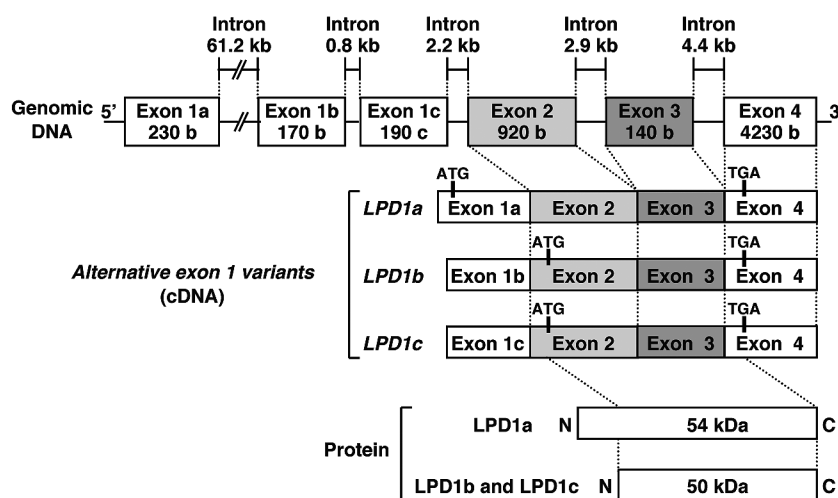 Intron 61.2 kb
Intron 0.8 kb
Intron 2.2 kb
Intron 2.9 kb
Intron 4.4 kb
Genomic DNA
5’
Exon 1a 230 b
Exon 1b 170 b
Exon 1c 190 c
Exon 2 920 b
Exon 3 140 b
Exon 4 4230 b
3
Alternative exon 1 variants
(cDNA)
LPD1a
ATG
TGA
Exon 1a
Exon 2
Exon 3
Exon 4
LPD1b
ATG
TGA
Exon 1b
Exon 2
Exon 3
Exon 4
LPD1c
ATG
TGA
Exon 1c
Exon 2
Exon 3
Exon 4
Protein
LPD1a N 54 kDa C
LPD1b and LPD1c N 50 kDa C